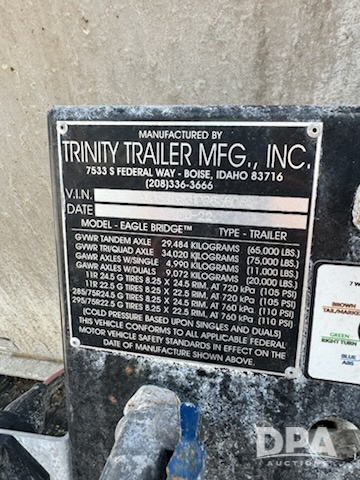 MANUFACTURED BY
TRINITY TRAILER MFG., INC.
7533 S FEDERAL WAY - BOISE, IDAHO 83716
(208)336-3666
V.I.N.
DATE
MODEL - EAGLE BRIDGE™ TYPE - TRAILER
GVWR TANDEM AXLE 29,484 KILOGRAMS (65,000 LBS.)
GVWR TRI/QUAD AXLE 34,020 KILOGRAMS (75,000 LBS.)
GAWR AXLES W/SINGLE 4,990 KILOGRAMS (11,000 LBS.)
GAWR AXLES W/DUALS 9,072 KILOGRAMS (20,000 LBS.)
11R 24.5 G TIRES 8.25 X 24.5 RIM, AT 720 kPa (105 PSI)
11R 22.5 G TIRES 8.25 X 22.5 RIM, AT 720 kPa (105 PSI)
285/75R24.5 G TIRES 8.25 X 24.5 RIM, AT 760 kPa (110 PSI)
295/75R22.5 G TIRES 8.25 X 22.5 RIM, AT 760 kPa (110 PSI)
(COLD PRESSURE BASED UPON SINGLES AND DUALS)
THIS VEHICLE CONFORMS TO ALL APPLICABLE FEDERAL
MOTOR VEHICLE SAFETY STANDARDS IN EFFECT ON THE
DATE OF MANUFACTURE SHOWN ABOVE.
7 W
BROWN
TAIL/MARKE
GREEN
RIGHT TURN
BLUE
ABS
DPA
AUCTIONS